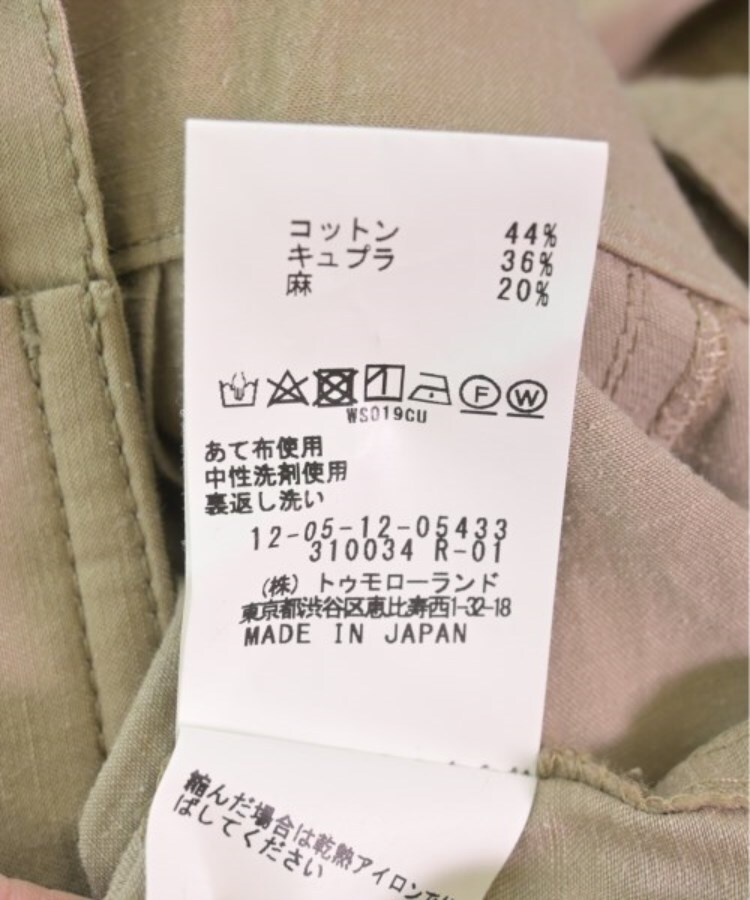 コットン 44%
キュプラ 36%
麻 20%
F W
WS019CU
あて布使用
中性洗剤使用
裏返し洗い
12-05-12-05433
310034 R-01
(株) トゥモローランド
東京都渋谷区恵比寿西1-32-18
MADE IN JAPAN
縮んだ場合は乾熱アイロンで
ばしてください